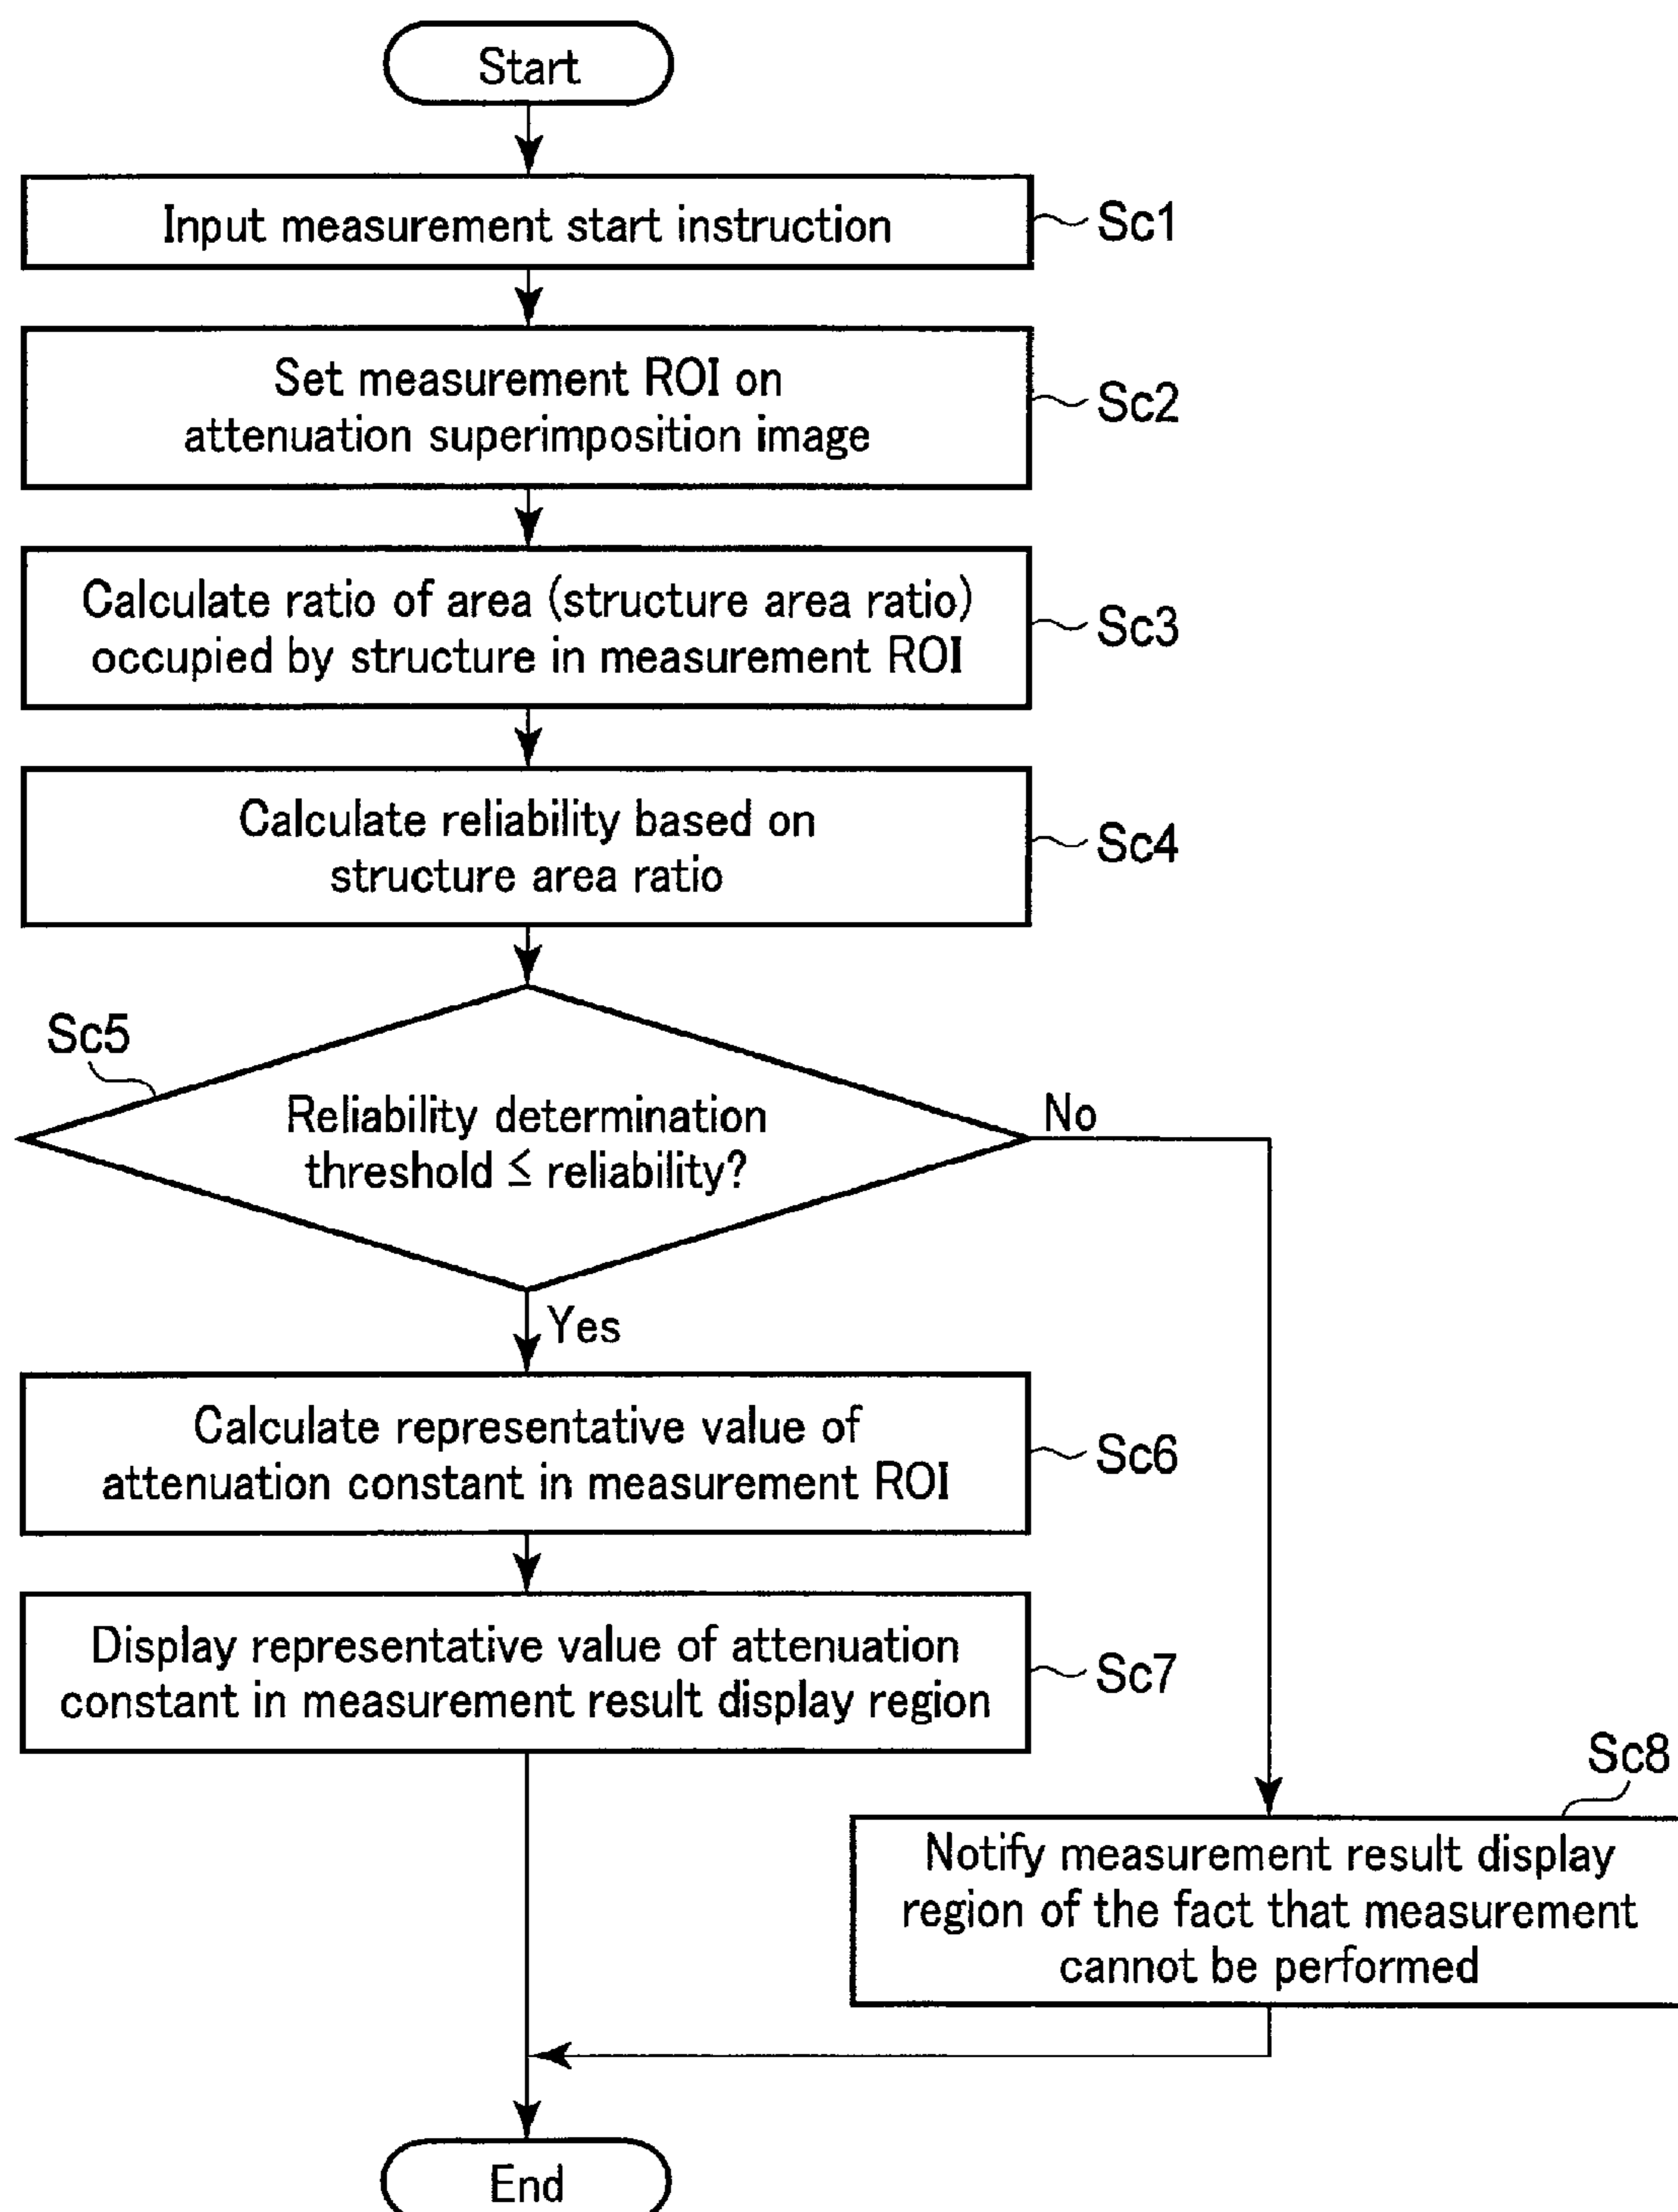 Start
Input measurement start instruction
Sc1
Set measurement ROI on
attenuation superimposition image
Sc2
Calculate ratio of area (structure area ratio)
occupied by structure in measurement ROI
Sc3
Calculate reliability based on
structure area ratio
Sc4
Sc5
Reliability determination
threshold ≦ reliability?
No
Yes
Calculate representative value of
attenuation constant in measurement ROI
Sc6
Display representative value of attenuation
constant in measurement result display region
Sc7
Sc8
Notify measurement result display
region of the fact that measurement
cannot be performed
End